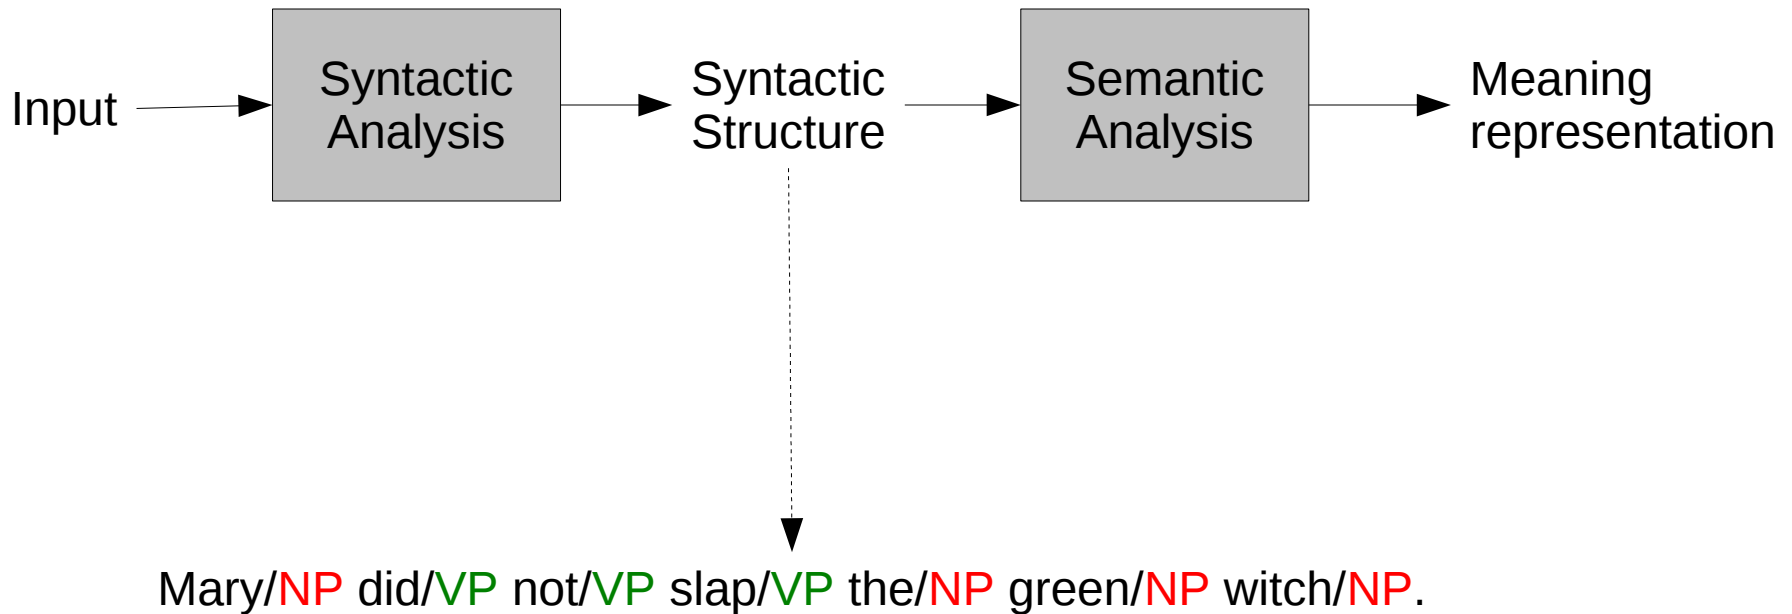 Input
Syntactic
Analysis
Syntactic
Structure
Semantic
Analysis
Meaning
representation
Mary/NP did/VP not/VP slap/VP the/NP green/NP witch/NP.